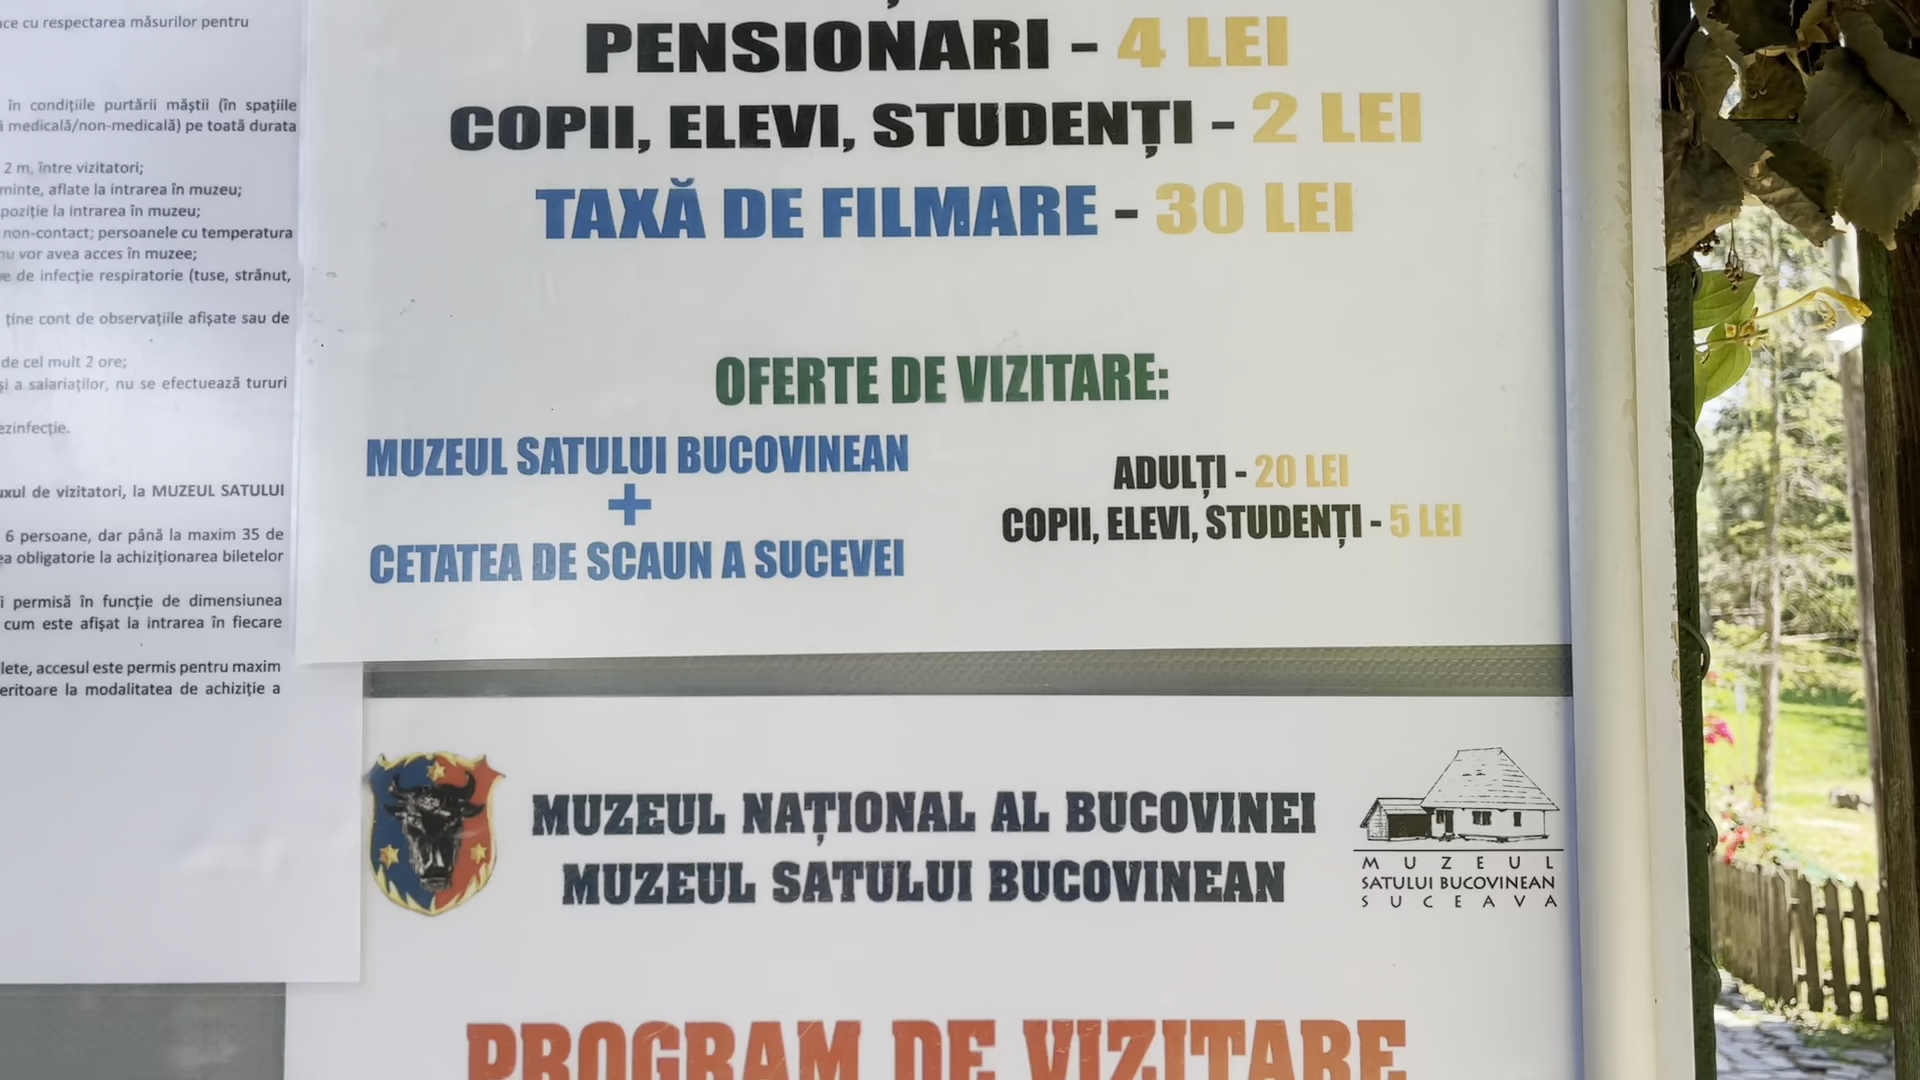 ce cu respectarea măsurilor pentru
în condițiile purtării măștii (în spațiile
medicală/non-medicală) pe toată durata
2 m, între vizitatori;
minte, aflate la intrarea în muzeu;
poziție la intrarea în muzeu;
non-contact; persoanele cu temperatura
nu vor avea acces în muzee;
de infecție respiratorie (tuse, strănut,
ține cont de observațiile afișate sau de
de cel mult 2 ore;
și a salariaților, nu se efectuează tururi
ezinfecție.
uxul de vizitatori, la MUZEUL SATULUI
6 persoane, dar până la maxim 35 de
ea obligatorie la achiziționarea biletelor
permisă în funcție de dimensiunea
cum este afișat la intrarea în fiecare
lete, accesul este permis pentru maxim
eritoare la modalitatea de achiziție a
PENSIONARI - 4 LEI
COPII, ELEVI, STUDENȚI - 2 LEI
TAXĂ DE FILMARE - 30 LEI
OFERTE DE VIZITARE:
MUZEUL SATULUI BUCOVINEAN
+
CETATEA DE SCAUN A SUCEVEI
ADULȚI - 20 LEI
COPII, ELEVI, STUDENȚI - 5 LEI
MUZEUL NAȚIONAL AL BUCOVINEI
MUZEUL SATULUI BUCOVINEAN
MUZEUL
SATULUI BUCOVINEAN
SUCEAVA
PROGRAM DE VIZITARE